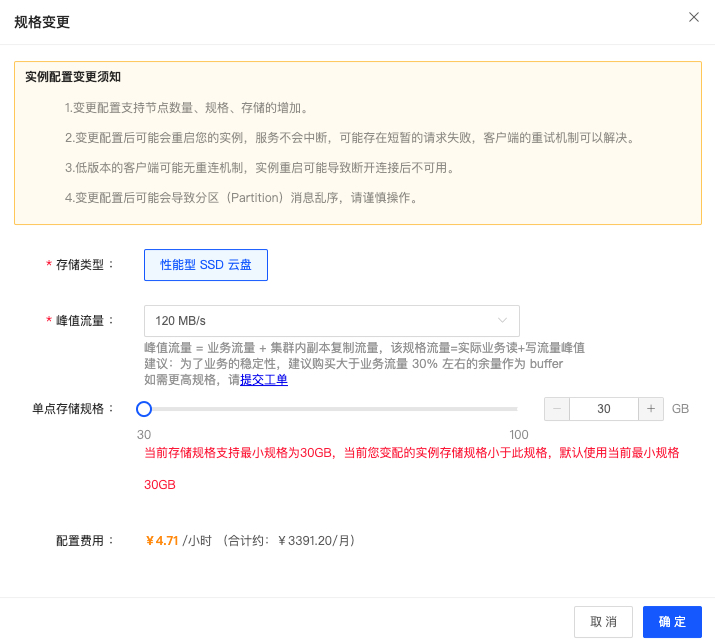 规格变更
实例配置变更须知
1.变更配置支持节点数量、规格、存储的增加。
2.变更配置后可能会重启您的实例，服务不会中断，可能存在短暂的请求失败，客户端的重试机制可以解决。
3.低版本的客户端可能无重连机制，实例重启可能导致断开连接后不可用。
4.变更配置后可能会导致分区（Partition）消息乱序，请谨慎操作。
* 存储类型： 性能型 SSD 云盘
* 峰值流量： 120 MB/s
峰值流量 = 业务流量 + 集群内副本复制流量，该规格流量=实际业务读+写流量峰值
建议：为了业务的稳定性，建议购买大于业务流量 30% 左右的余量作为 buffer
如需更高规格，请提交工单
单点存储规格： − 30 + GB
30 100
当前存储规格支持最小规格为30GB，当前您变配的实例存储规格小于此规格，默认使用当前最小规格
30GB
配置费用： ￥4.71 /小时 （合计约：￥3391.20/月）
取 消 确 定